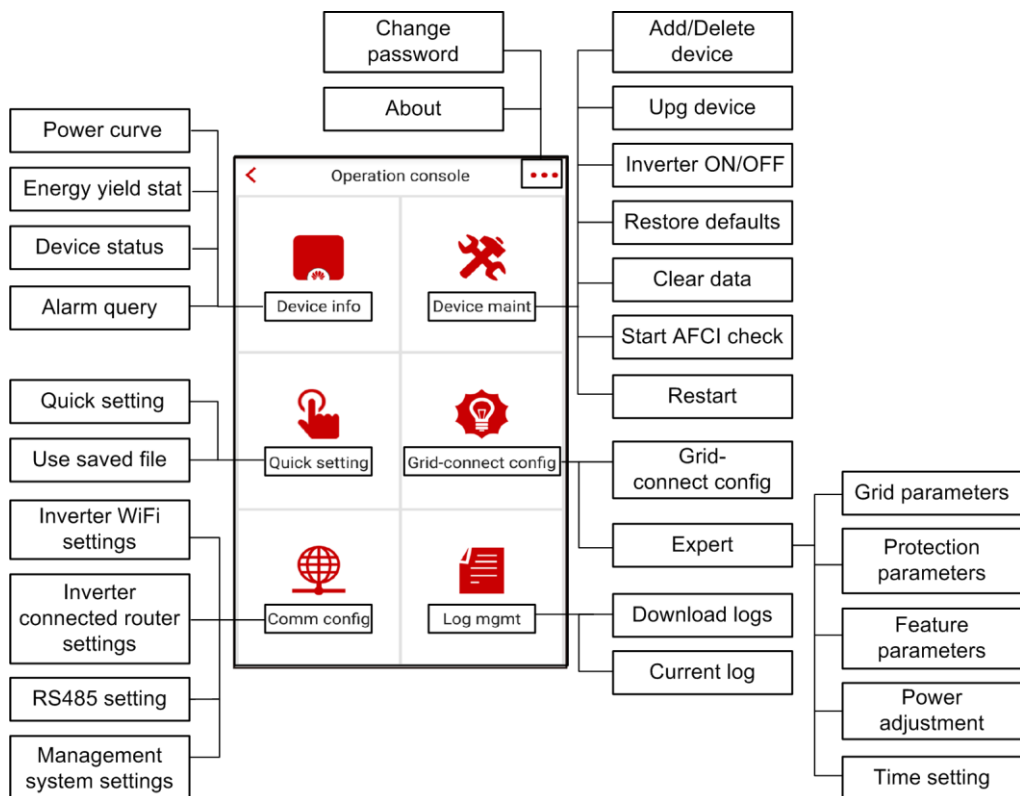 Change
password
About
Add/Delete
device
Upg device
Inverter ON/OFF
Restore defaults
Clear data
Start AFCI check
Restart
Power curve
Energy yield stat
Device status
Alarm query
Operation console
Device info
Device maint
Quick setting
Use saved file
Quick setting
Grid-connect config
Grid-
connect config
Expert
Grid parameters
Protection
parameters
Feature
parameters
Power
adjustment
Time setting
Inverter WiFi
settings
Inverter
connected router
settings
RS485 setting
Management
system settings
Comm config
Log mgmt
Download logs
Current log